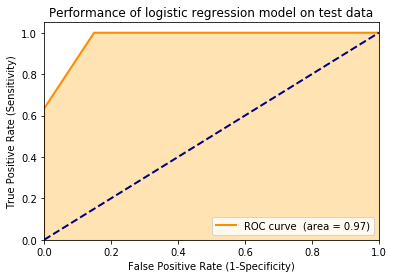 Performance of logistic regression model on test data
True Positive Rate (Sensitivity)
1.0
0.8
0.6
0.4
0.2
0.0
ROC curve  (area = 0.97)
0.0 0.2 0.4 0.6 0.8 1.0
False Positive Rate (1-Specificity)